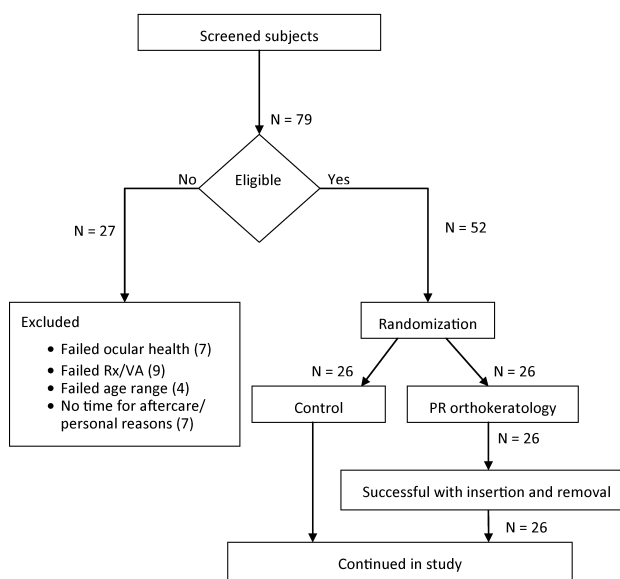 Screened subjects
N = 79
No
Eligible
Yes
N = 27
N = 52
Excluded
• Failed ocular health (7)
• Failed Rx/VA (9)
• Failed age range (4)
• No time for aftercare/
personal reasons (7)
Randomization
N = 26
N = 26
Control
PR orthokeratology
N = 26
Successful with insertion and removal
N = 26
Continued in study